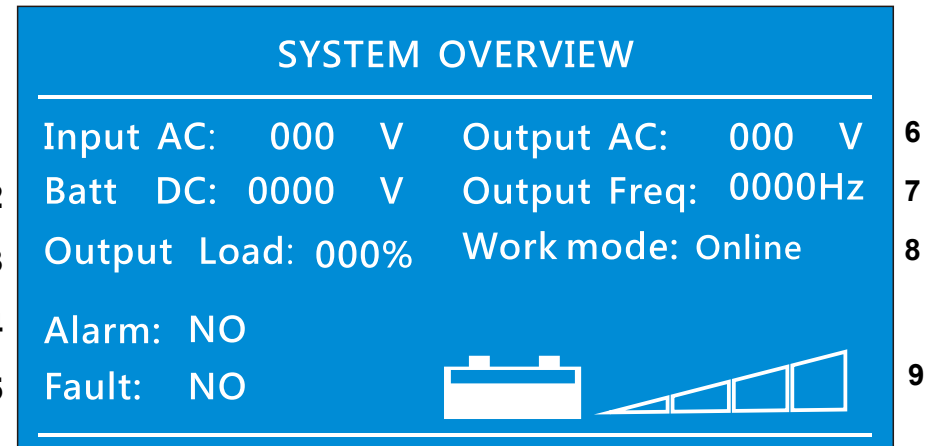 SYSTEM OVERVIEW
Input AC: 000 V Output AC: 000 V 6
Batt DC: 0000 V Output Freq: 0000Hz 7
Output Load: 000% Work mode: Online 8
Alarm: NO
Fault: NO 9